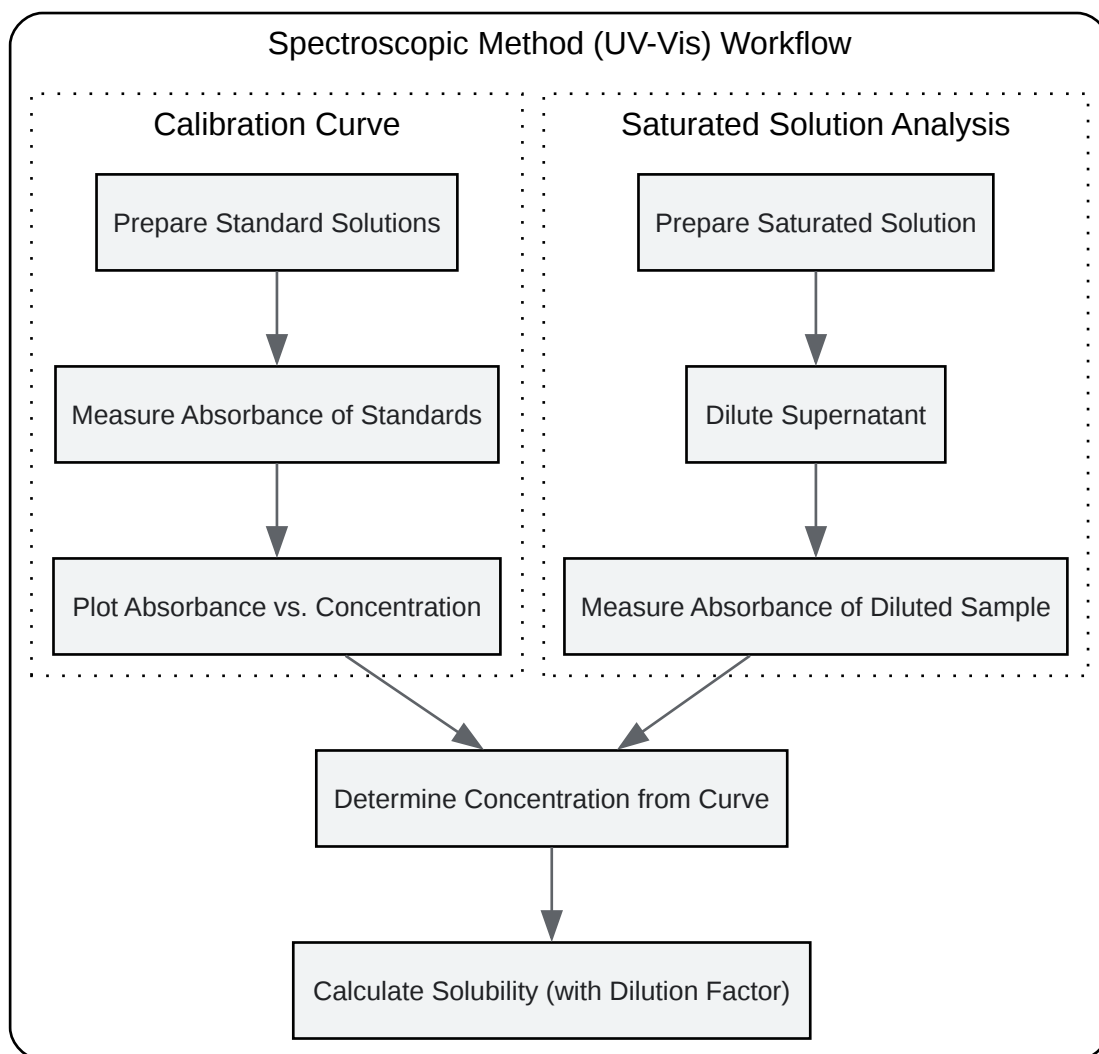 Spectroscopic Method (UV-Vis) Workflow
Calibration Curve
Prepare Standard Solutions
Measure Absorbance of Standards
Plot Absorbance vs. Concentration
Saturated Solution Analysis
Prepare Saturated Solution
Dilute Supernatant
Measure Absorbance of Diluted Sample
Determine Concentration from Curve
Calculate Solubility (with Dilution Factor)